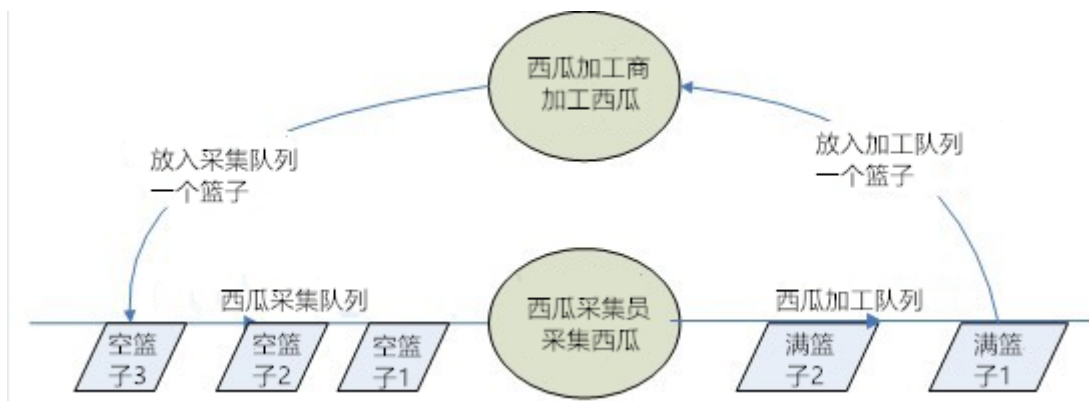 西瓜加工商
加工西瓜
放入采集队列
一个篮子
放入加工队列
一个篮子
西瓜采集队列
西瓜采集员
采集西瓜
西瓜加工队列
空篮
子3
空篮
子2
空篮
子1
满篮
子2
满篮
子1